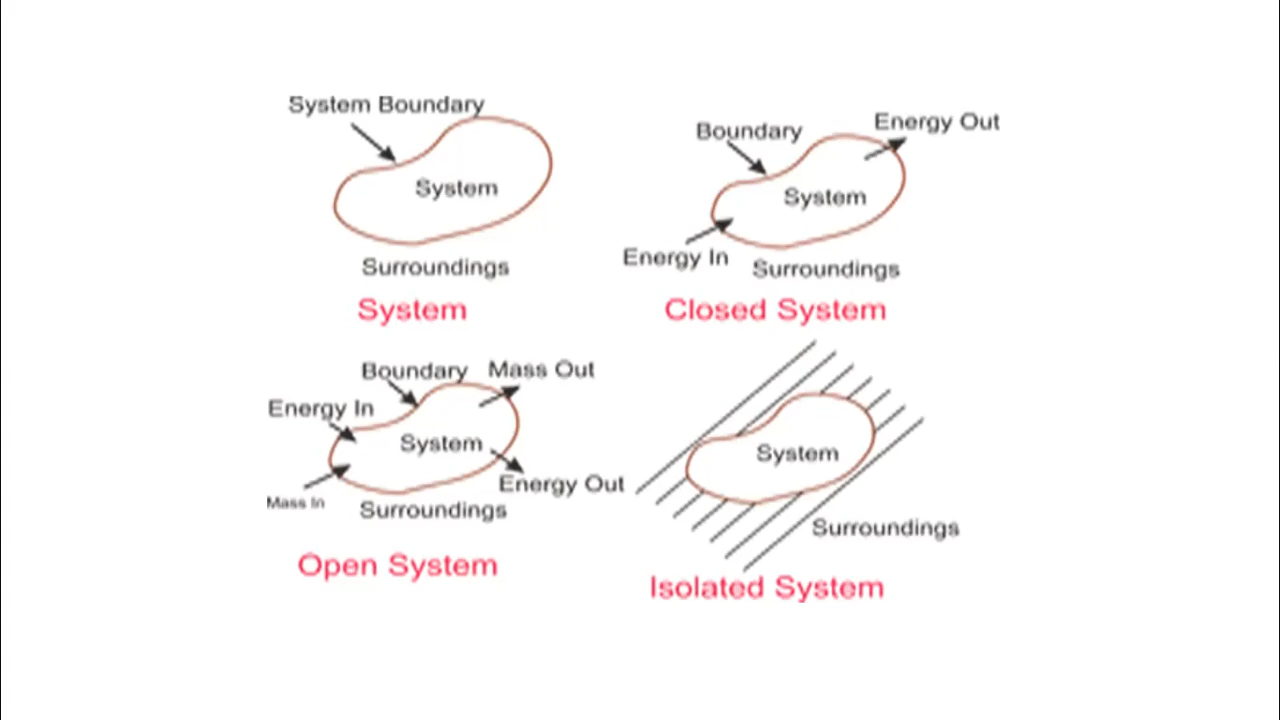 System Boundary
System
Surroundings
System
Boundary
Energy Out
System
Energy In
Surroundings
Closed System
Boundary
Mass Out
Energy In
System
Energy Out
Mass In
Surroundings
Open System
System
Surroundings
Isolated System